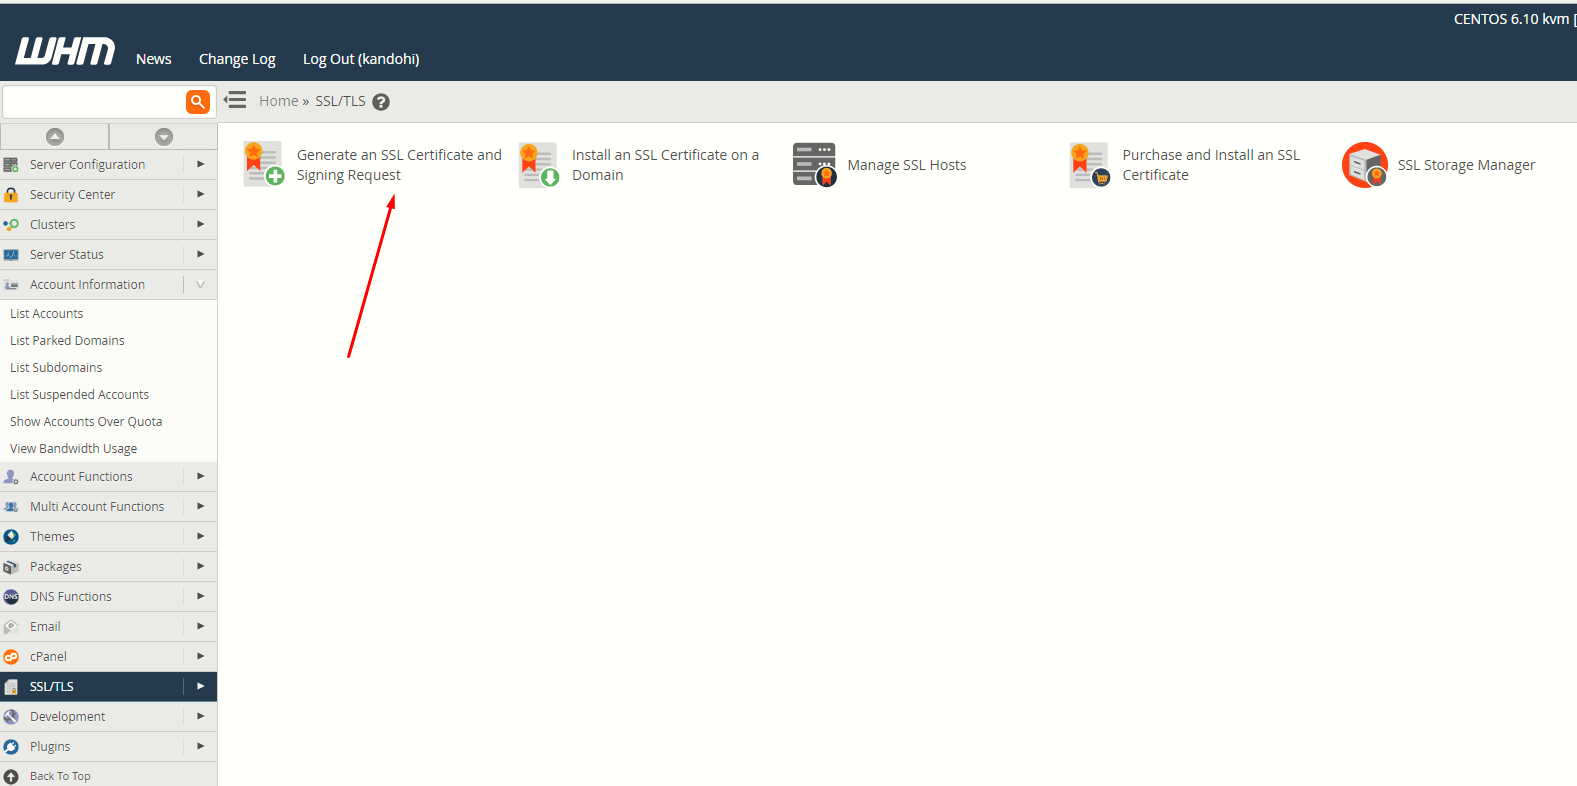 CENTOS 6.10 kvm [
WHM
News
Change Log
Log Out (kandohi)
Home » SSL/TLS ?
Server Configuration
Security Center
Clusters
Server Status
Account Information
List Accounts
List Parked Domains
List Subdomains
List Suspended Accounts
Show Accounts Over Quota
View Bandwidth Usage
Account Functions
Multi Account Functions
Themes
Packages
DNS DNS Functions
Email
cP cPanel
SSL/TLS
Development
Plugins
Back To Top
Generate an SSL Certificate and
Signing Request
Install an SSL Certificate on a
Domain
Manage SSL Hosts
Purchase and Install an SSL
Certificate
SSL Storage Manager